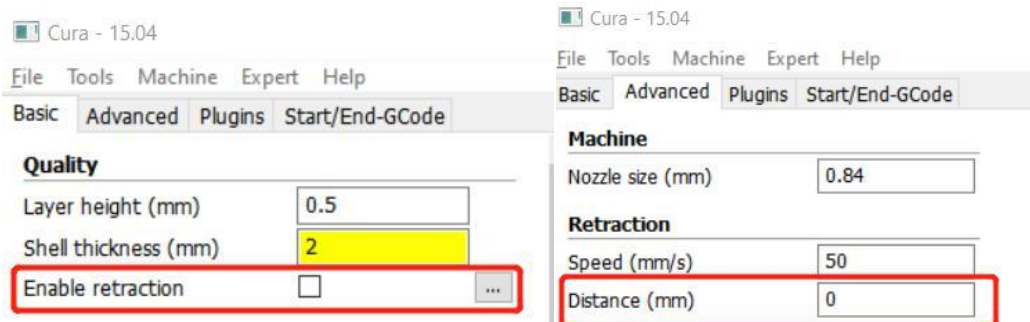 Cura - 15.04
File Tools Machine Expert Help
Basic Advanced Plugins Start/End-GCode
Quality
Layer height (mm) 0.5
Shell thickness (mm) 2
Enable retraction ...
Cura - 15.04
File Tools Machine Expert Help
Basic Advanced Plugins Start/End-GCode
Machine
Nozzle size (mm) 0.84
Retraction
Speed (mm/s) 50
Distance (mm) 0